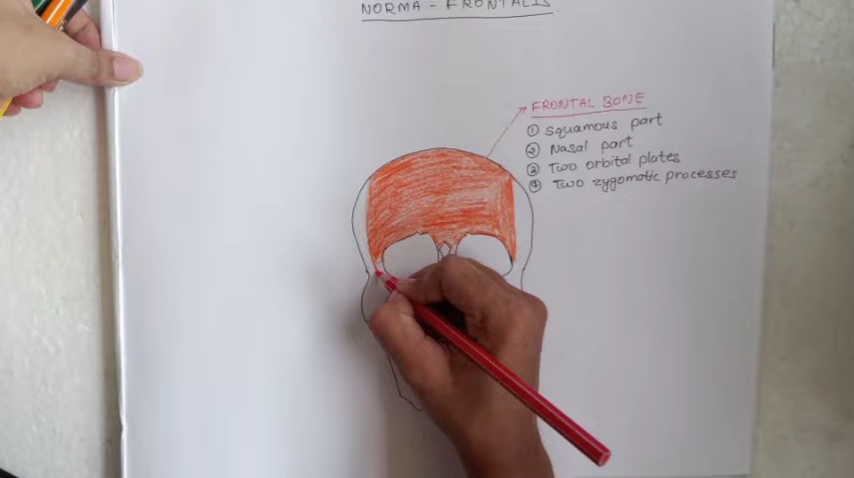 NORMA - FRONTALIS
FRONTAL BONE
① Squamous part
② Nasal part
③ Two orbital plates
④ Two zygomatic processes